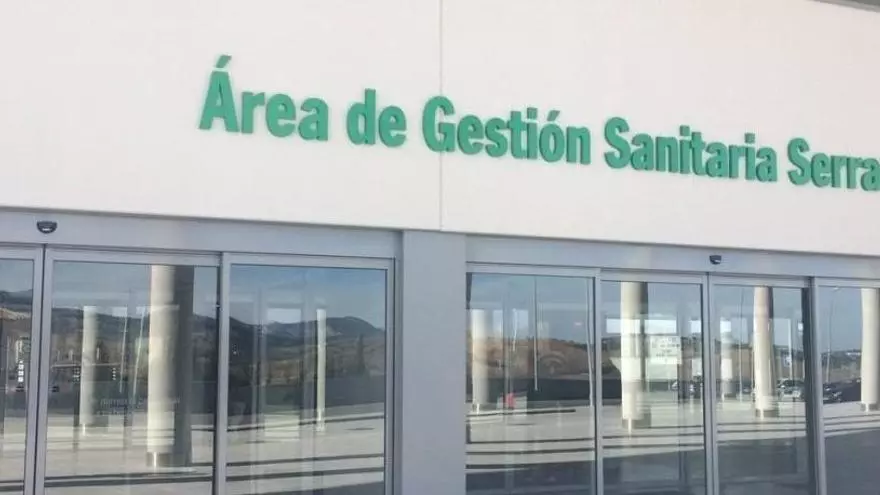 Área de Gestión Sanitaria Serra